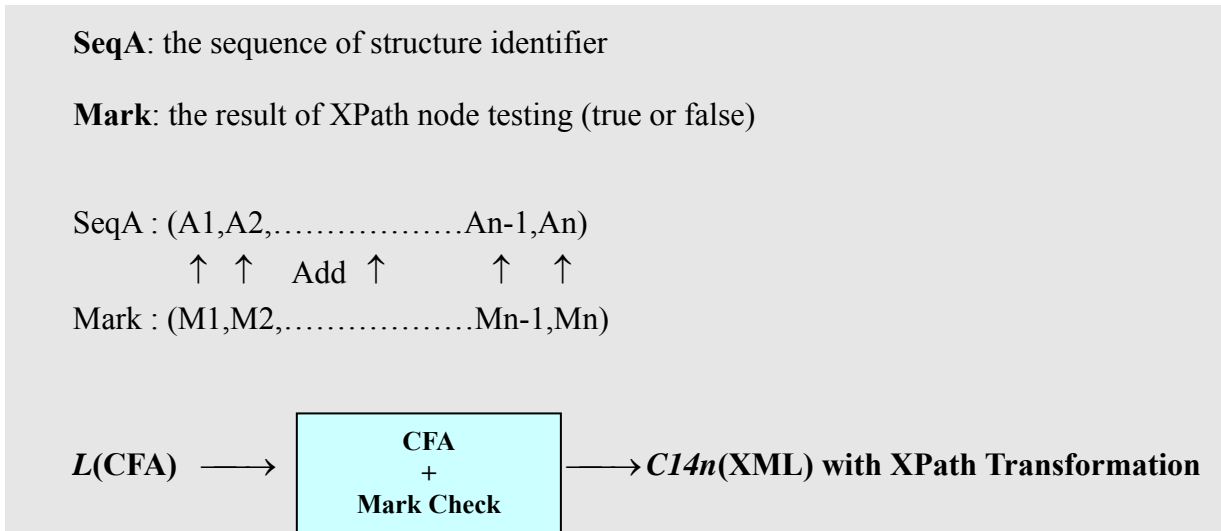 SeqA: the sequence of structure identifier
Mark: the result of XPath node testing (true or false)
SeqA : (A1,A2,………………An-1,An)
↑ ↑ Add ↑ ↑ ↑
Mark : (M1,M2,………………Mn-1,Mn)
CFA
+
L(CFA) ⟶ Mark Check ⟶ C14n(XML) with XPath Transformation